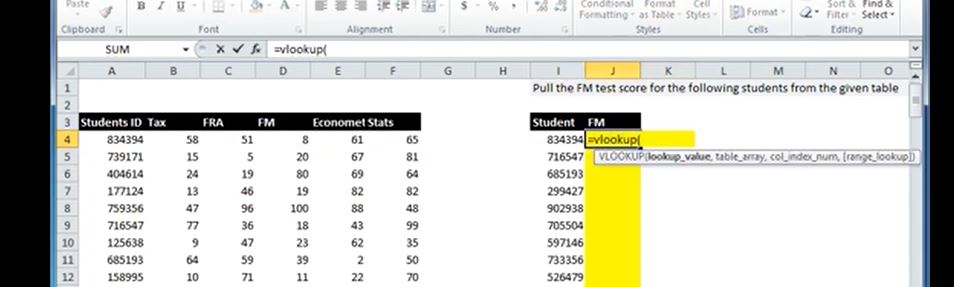 Paste
B I U A
$ % ,
Conditional Format Cell
Formatting as Table Styles
Format
Sort & Find &
Filter Select
Clipboard Font Alignment Number Styles Cells Editing
SUM fx =vlookup(
A B C D E F G H I J K L M N O
1 Pull the FM test score for the following students from the given table
2
3 Students ID Tax FRA FM Economet Stats Student FM
4 834394 58 51 8 61 65 834394 =vlookup(
VLOOKUP(lookup_value, table_array, col_index_num, [range_lookup])
5 739171 15 5 20 67 81 716547
6 404614 24 19 80 69 64 685193
7 177124 13 46 19 82 82 299427
8 759356 47 96 100 88 48 902938
9 716547 77 36 18 43 99 705504
10 125638 9 47 23 62 35 597146
11 685193 64 59 39 2 50 733356
12 158995 10 71 11 22 70 526479